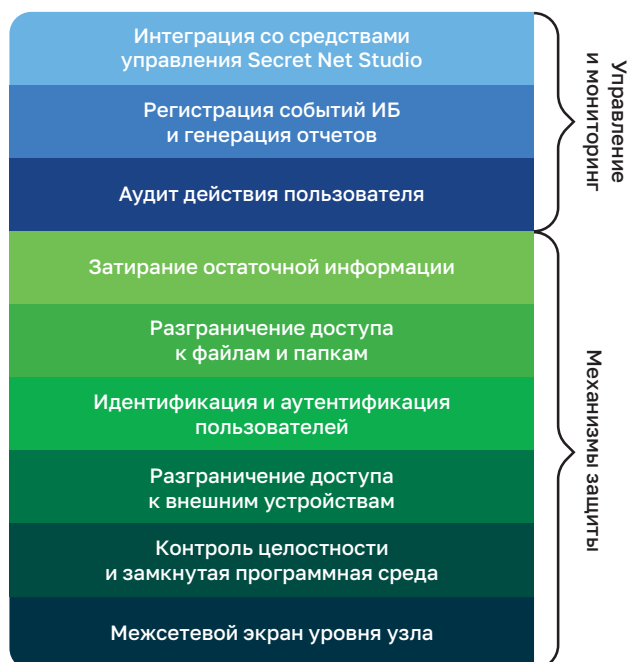 Интеграция со средствами
управления Secret Net Studio
Регистрация событий ИБ
и генерация отчетов
Аудит действия пользователя
Управление
и мониторинг
Затирание остаточной информации
Разграничение доступа
к файлам и папкам
Идентификация и аутентификация
пользователей
Разграничение доступа
к внешним устройствам
Контроль целостности
и замкнутая программная среда
Межсетевой экран уровня узла
Механизмы защиты